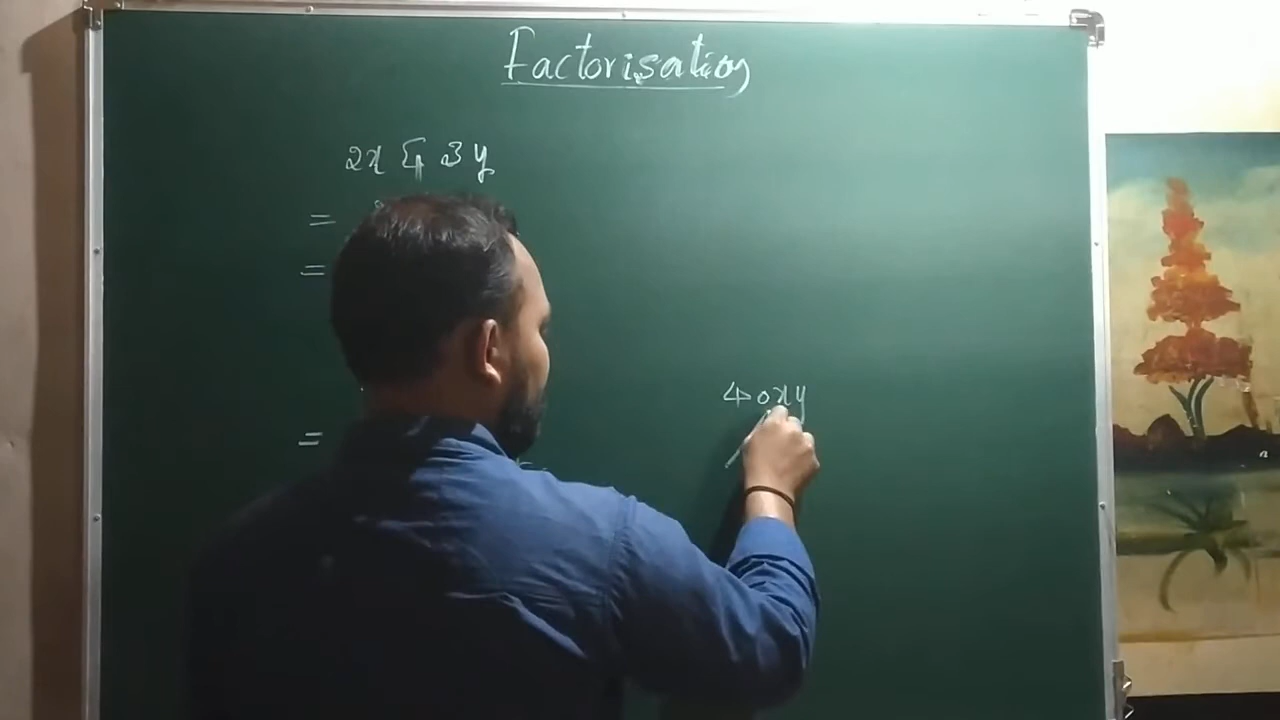 Factorisation
2x & 3y
=
=
40xy
=